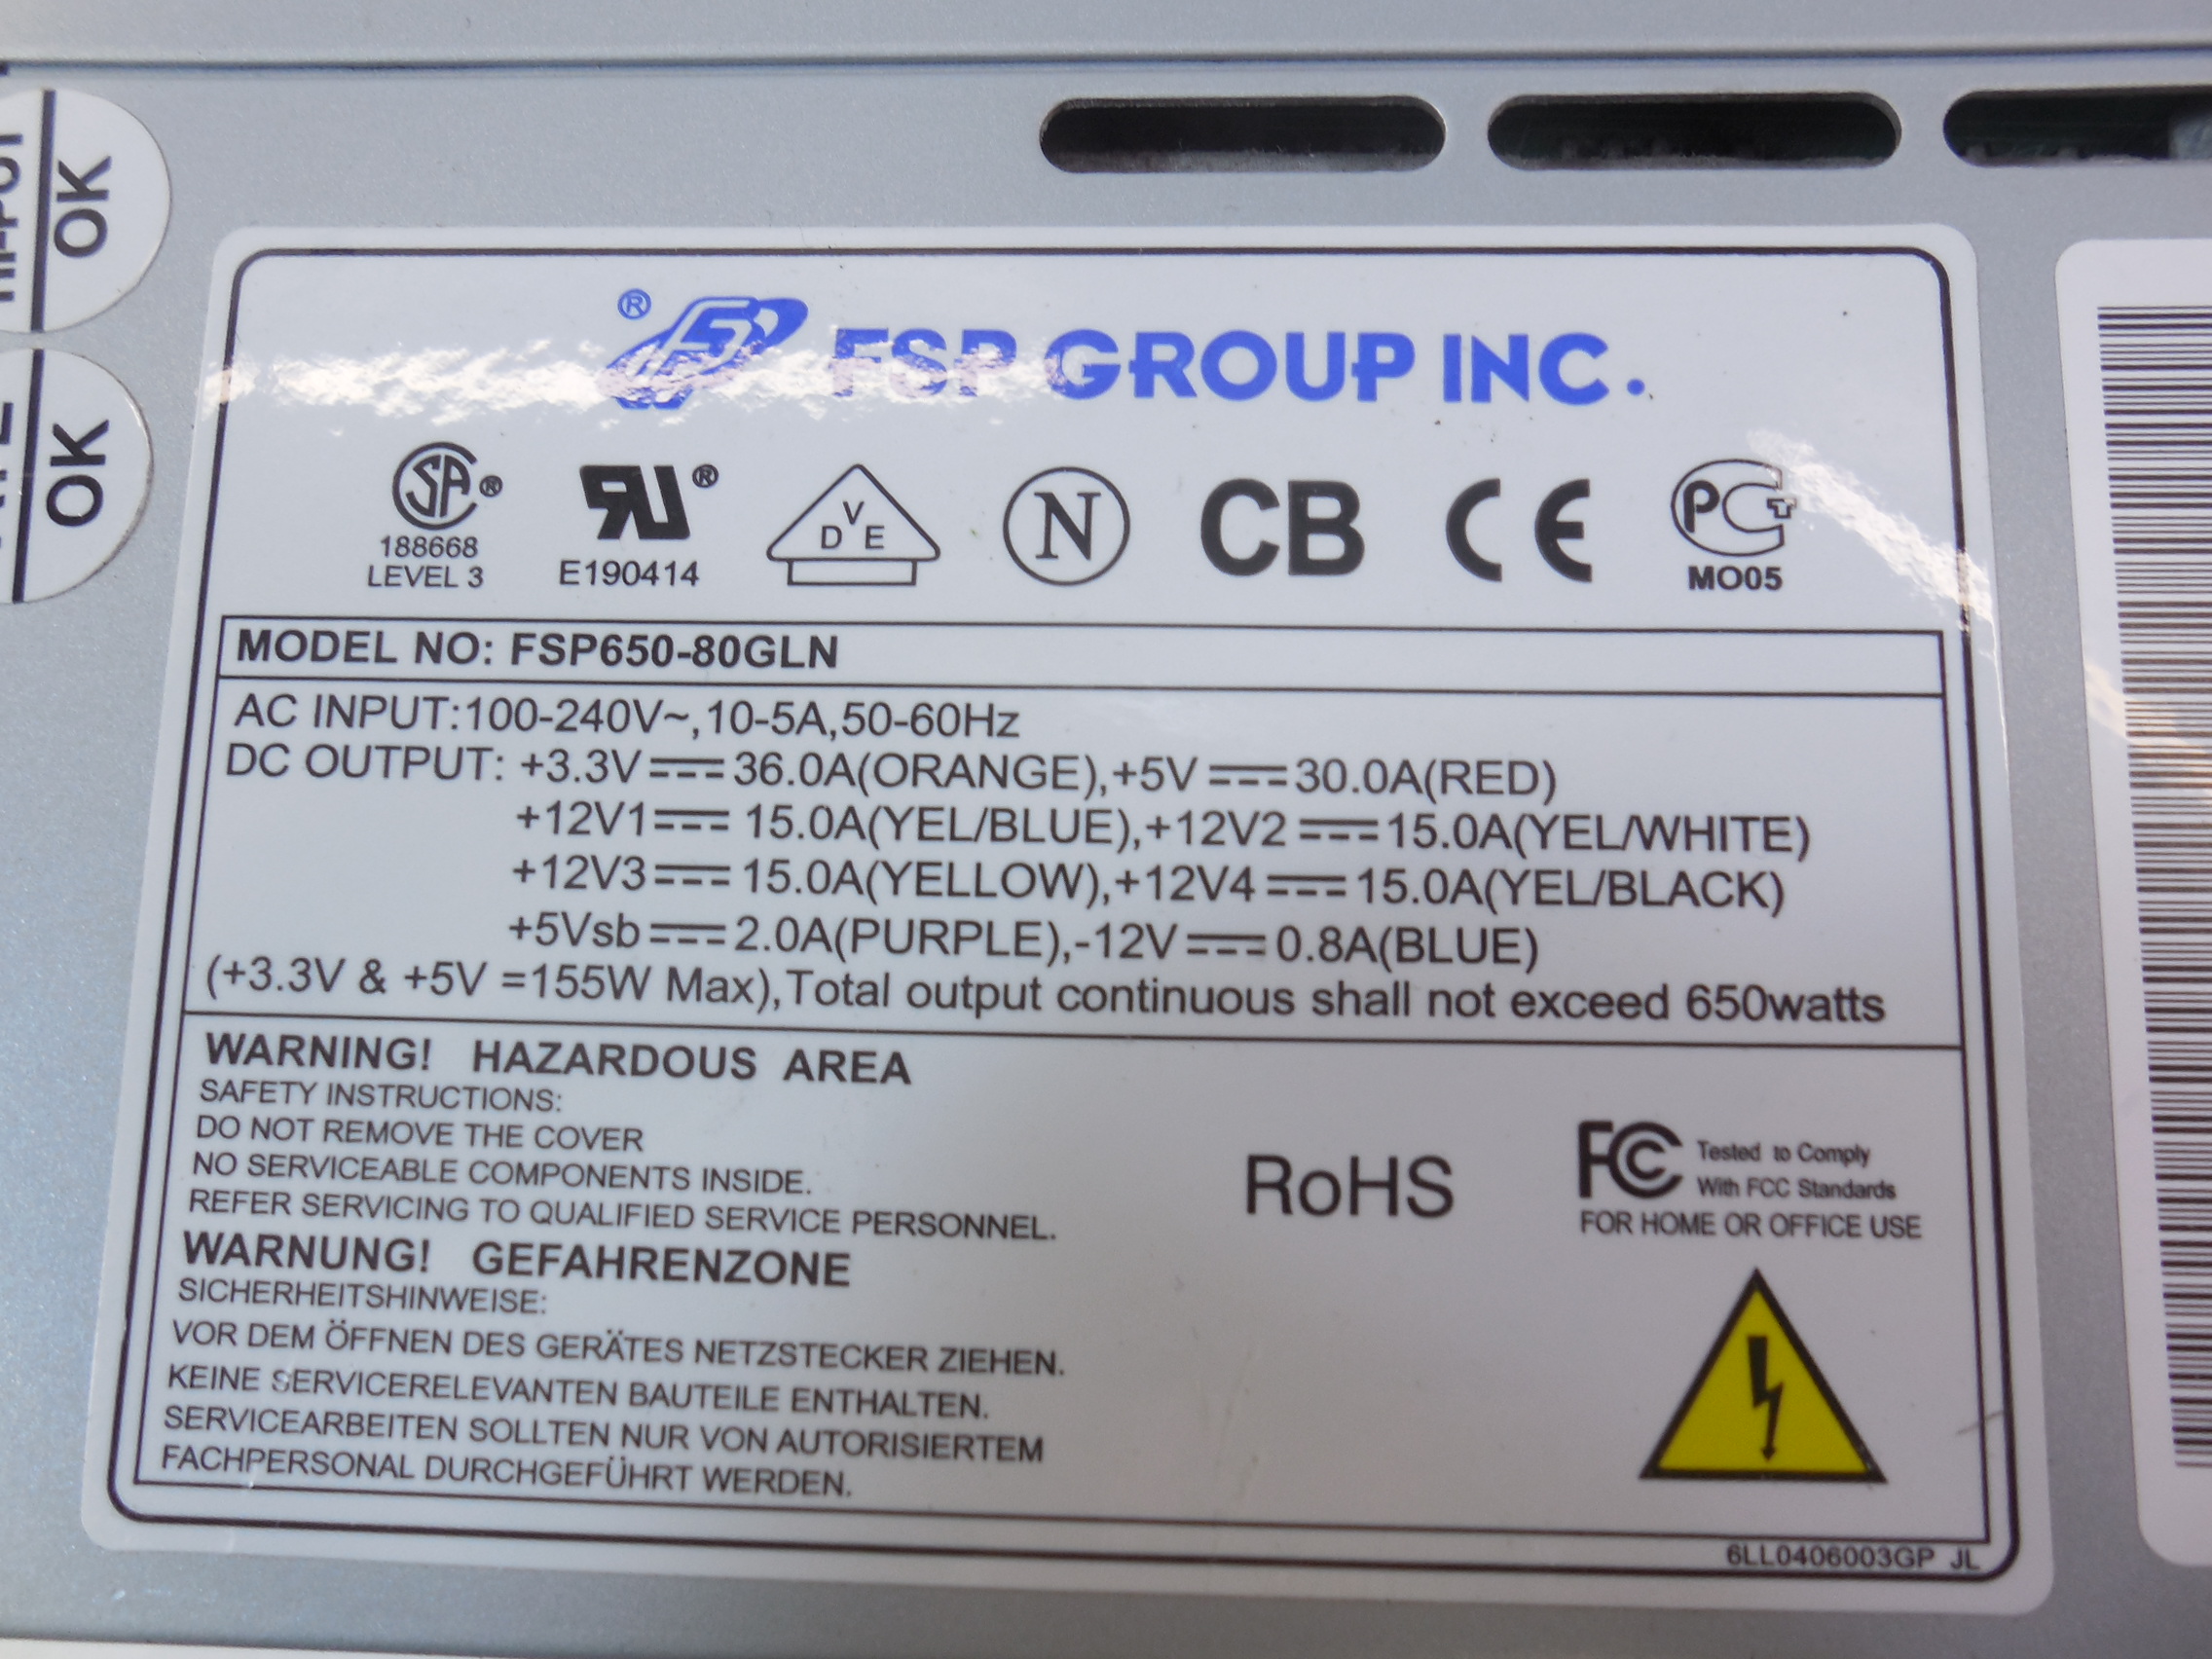 OK
OK
® FSP GROUP INC.
SA® RU® VDE N CB CE PCT
188668 E190414 MO05
LEVEL 3
MODEL NO: FSP650-80GLN
AC INPUT:100-240V~,10-5A,50-60Hz
DC OUTPUT: +3.3V⎓36.0A(ORANGE),+5V⎓30.0A(RED)
+12V1⎓15.0A(YEL/BLUE),+12V2⎓15.0A(YEL/WHITE)
+12V3⎓15.0A(YELLOW),+12V4⎓15.0A(YEL/BLACK)
+5Vsb⎓2.0A(PURPLE),-12V⎓0.8A(BLUE)
(+3.3V & +5V =155W Max),Total output continuous shall not exceed 650watts
WARNING! HAZARDOUS AREA
SAFETY INSTRUCTIONS:
DO NOT REMOVE THE COVER
NO SERVICEABLE COMPONENTS INSIDE.
REFER SERVICING TO QUALIFIED SERVICE PERSONNEL.
WARNUNG! GEFAHRENZONE
SICHERHEITSHINWEISE:
VOR DEM ÖFFNEN DES GERÄTES NETZSTECKER ZIEHEN.
KEINE SERVICERELEVANTEN BAUTEILE ENTHALTEN.
SERVICEARBEITEN SOLLTEN NUR VON AUTORISIERTEM
FACHPERSONAL DURCHGEFÜHRT WERDEN.
RoHS
FC Tested to Comply
With FCC Standards
FOR HOME OR OFFICE USE
6LL0406003GP JL